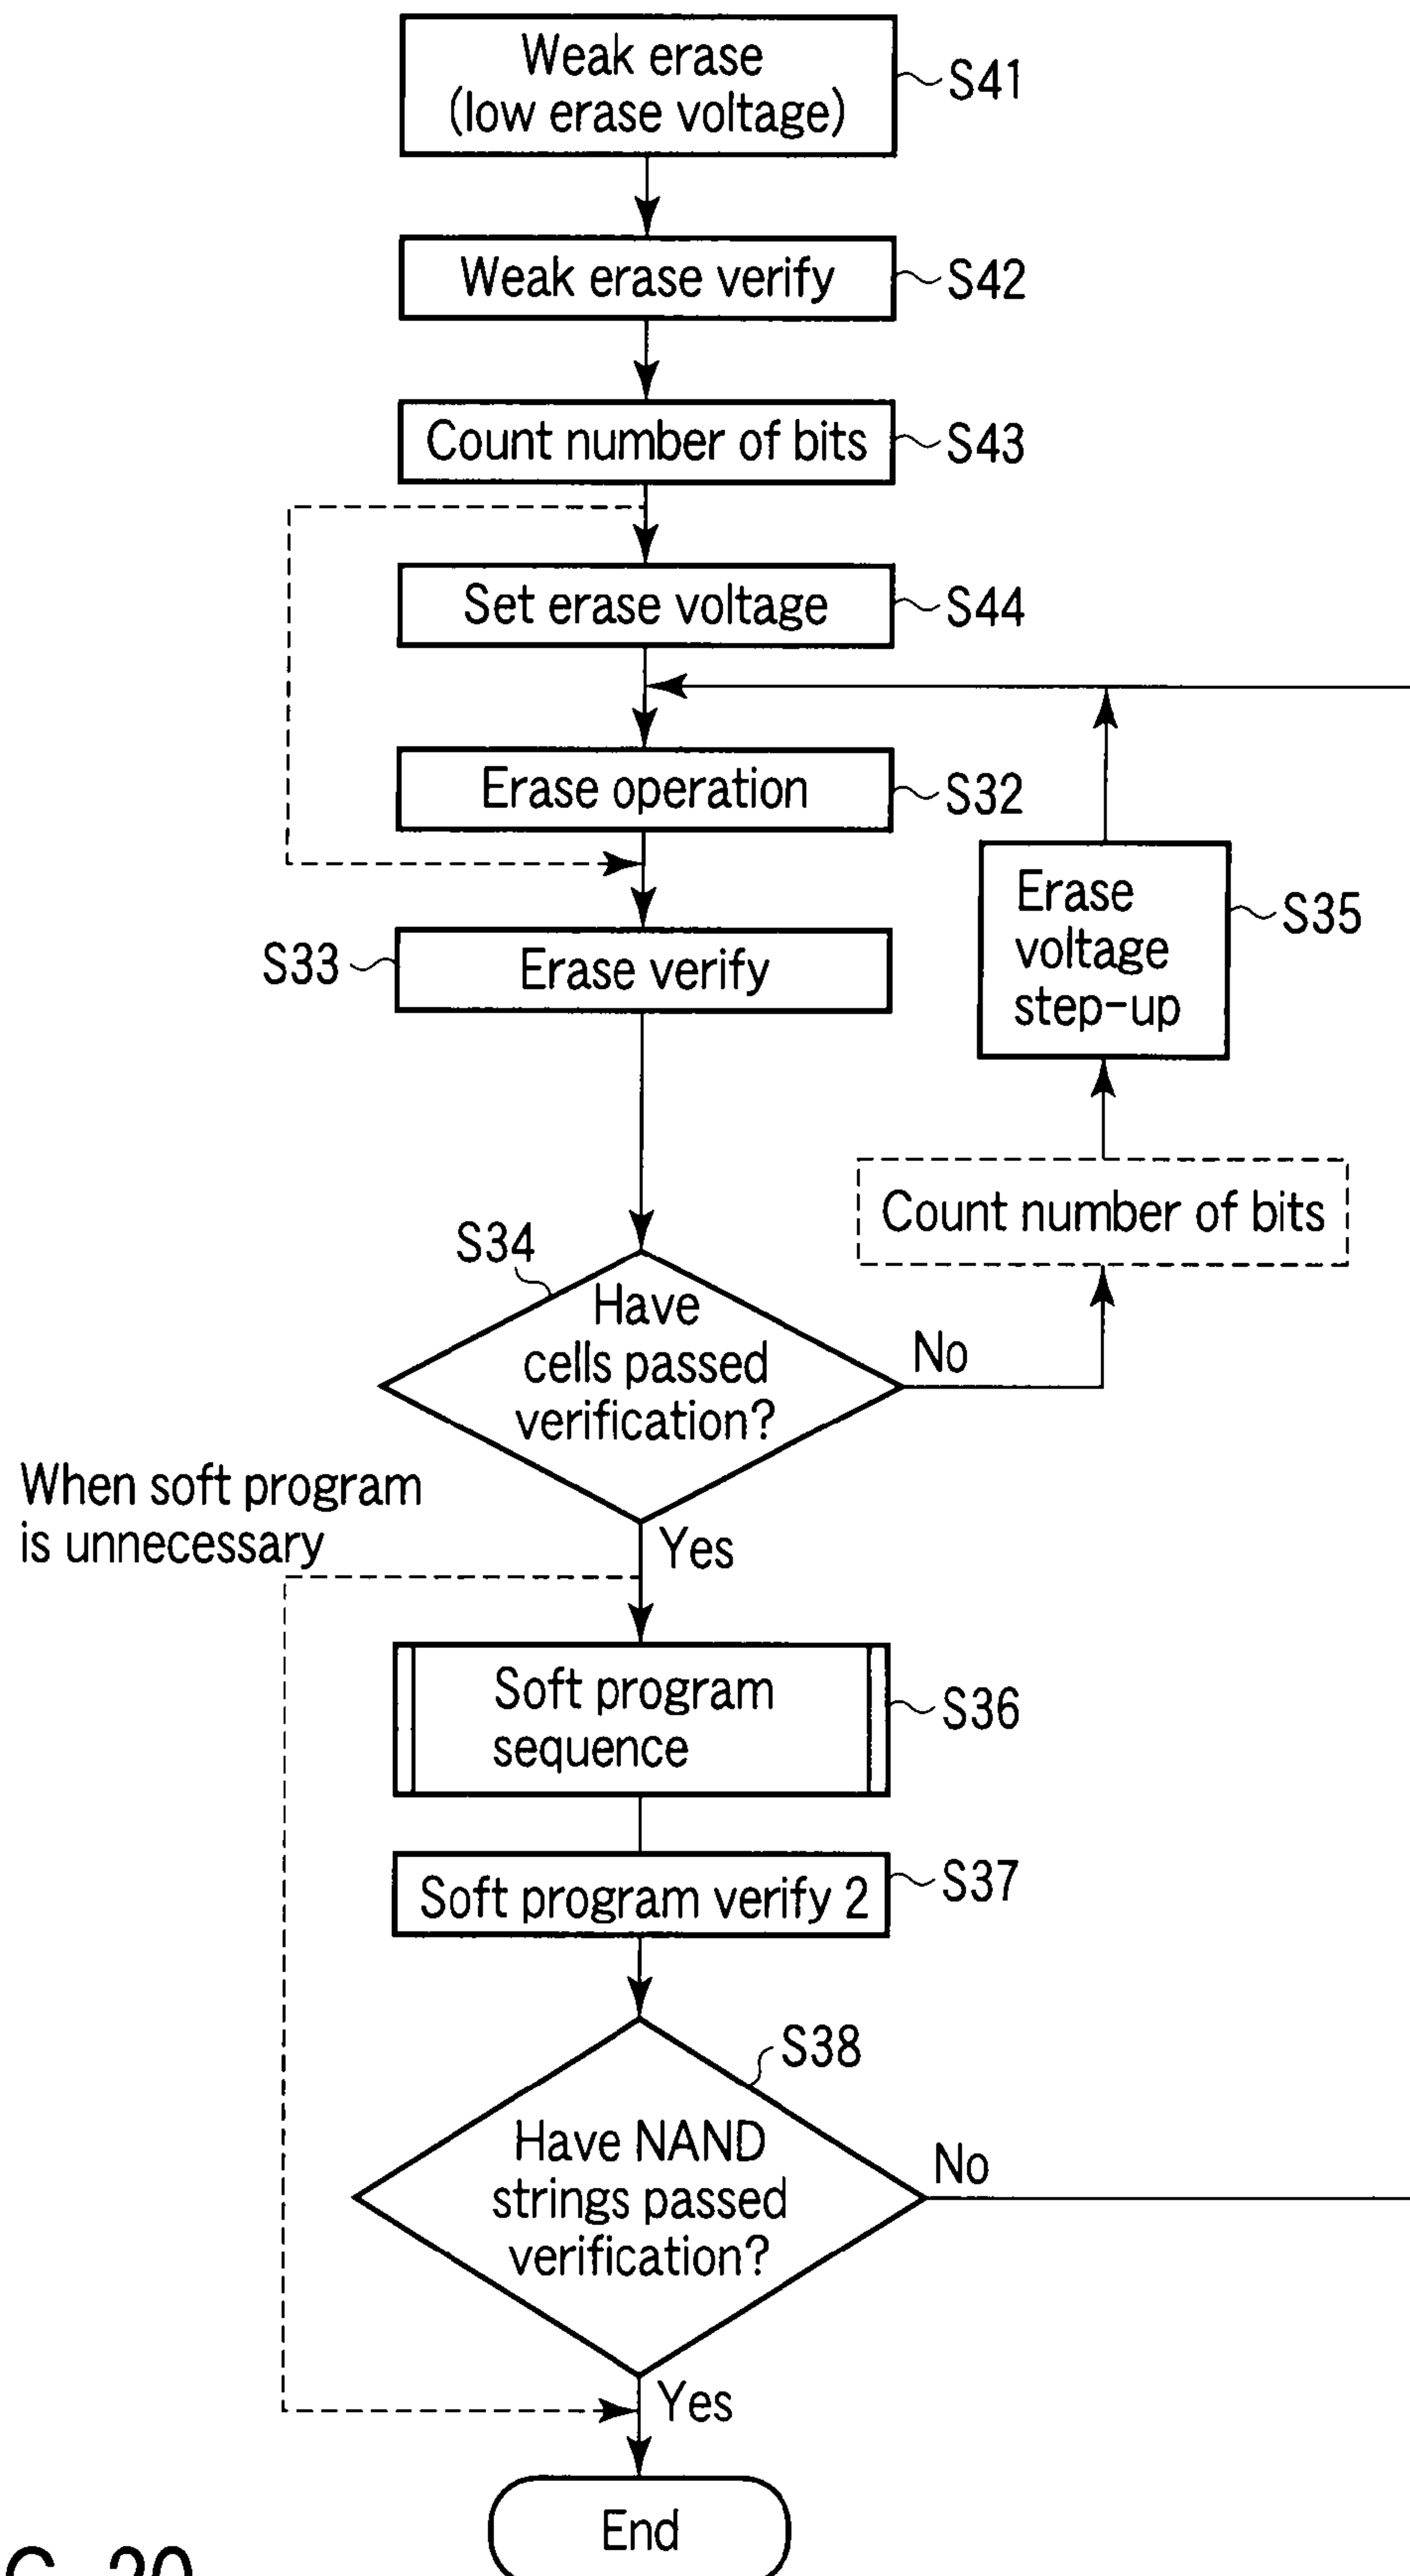 Weak erase
(low erase voltage)
S41
Weak erase verify
S42
Count number of bits
S43
Set erase voltage
S44
Erase operation
S32
Erase
voltage
step-up
S35
S33
Erase verify
Count number of bits
S34
Have
cells passed
verification?
No
When soft program
is unnecessary
Yes
Soft program
sequence
S36
Soft program verify 2
S37
S38
Have NAND
strings passed
verification?
No
Yes
End